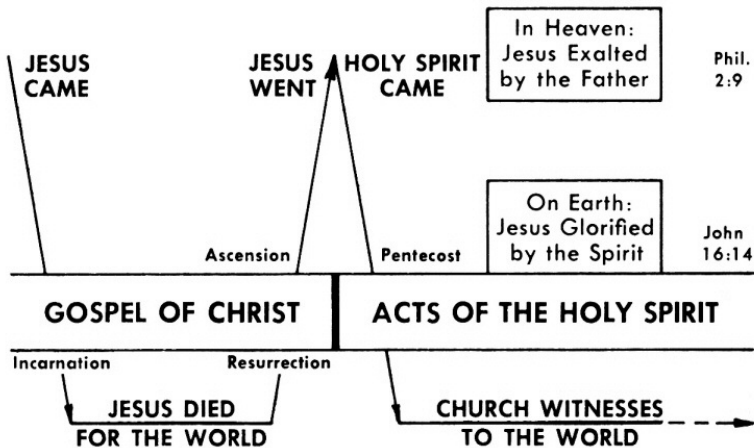 JESUS
CAME
JESUS
WENT
HOLY SPIRIT
CAME
In Heaven:
Jesus Exalted
by the Father
Phil.
2:9
Ascension
Pentecost
On Earth:
Jesus Glorified
by the Spirit
John
16:14
GOSPEL OF CHRIST
ACTS OF THE HOLY SPIRIT
Incarnation
Resurrection
JESUS DIED
FOR THE WORLD
CHURCH WITNESSES
TO THE WORLD